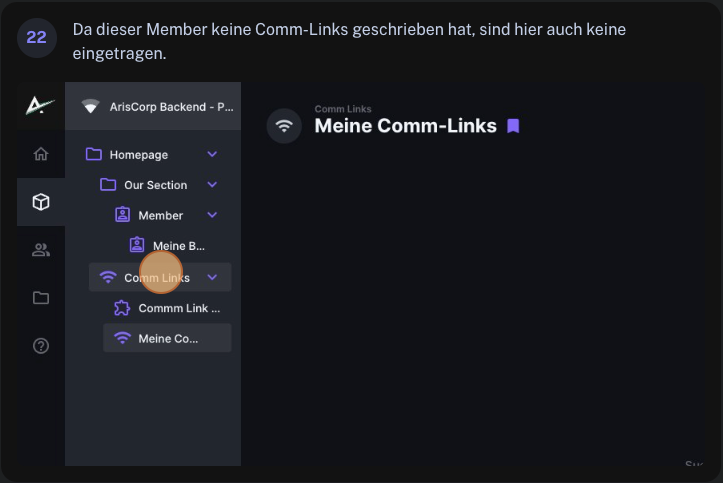 22
Da dieser Member keine Comm-Links geschrieben hat, sind hier auch keine
eingetragen.
ArisCorp Backend - P...
Comm Links
Meine Comm-Links
Homepage
Our Section
Member
Meine B...
Comm Links
Commm Link ...
Meine Co...